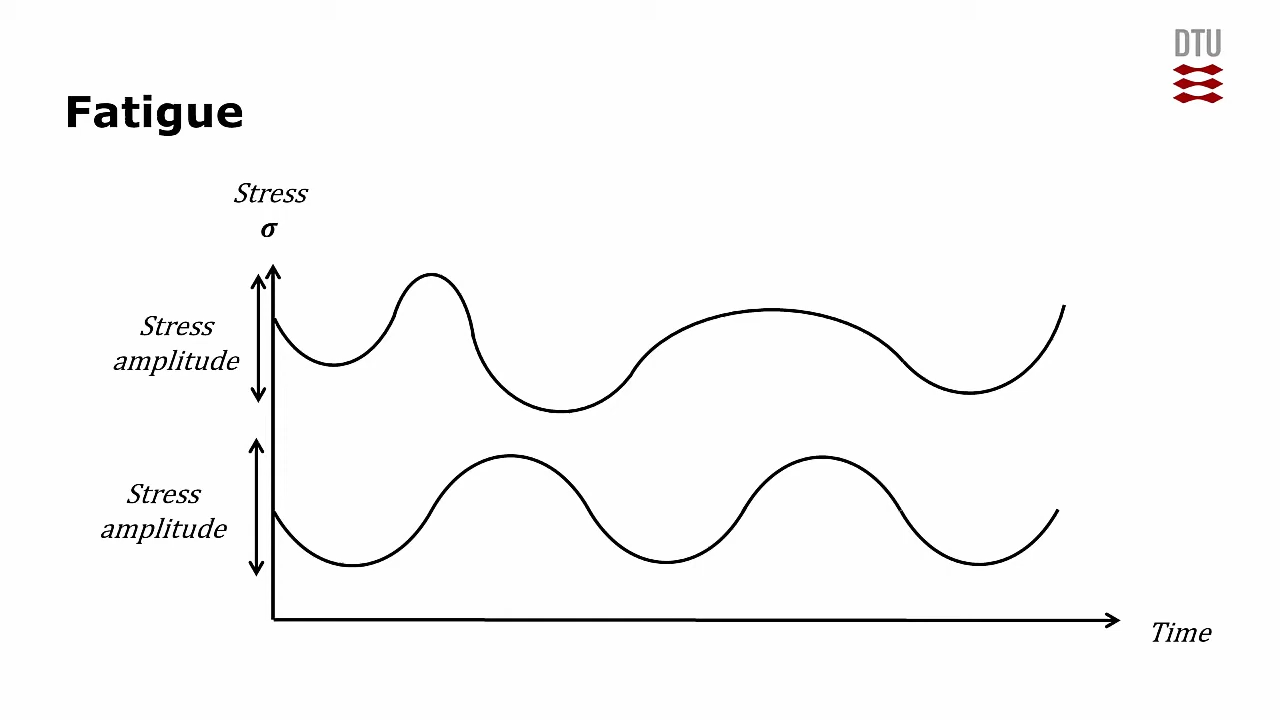 DTU
Fatigue
Stress
σ
Stress
amplitude
Stress
amplitude
Time